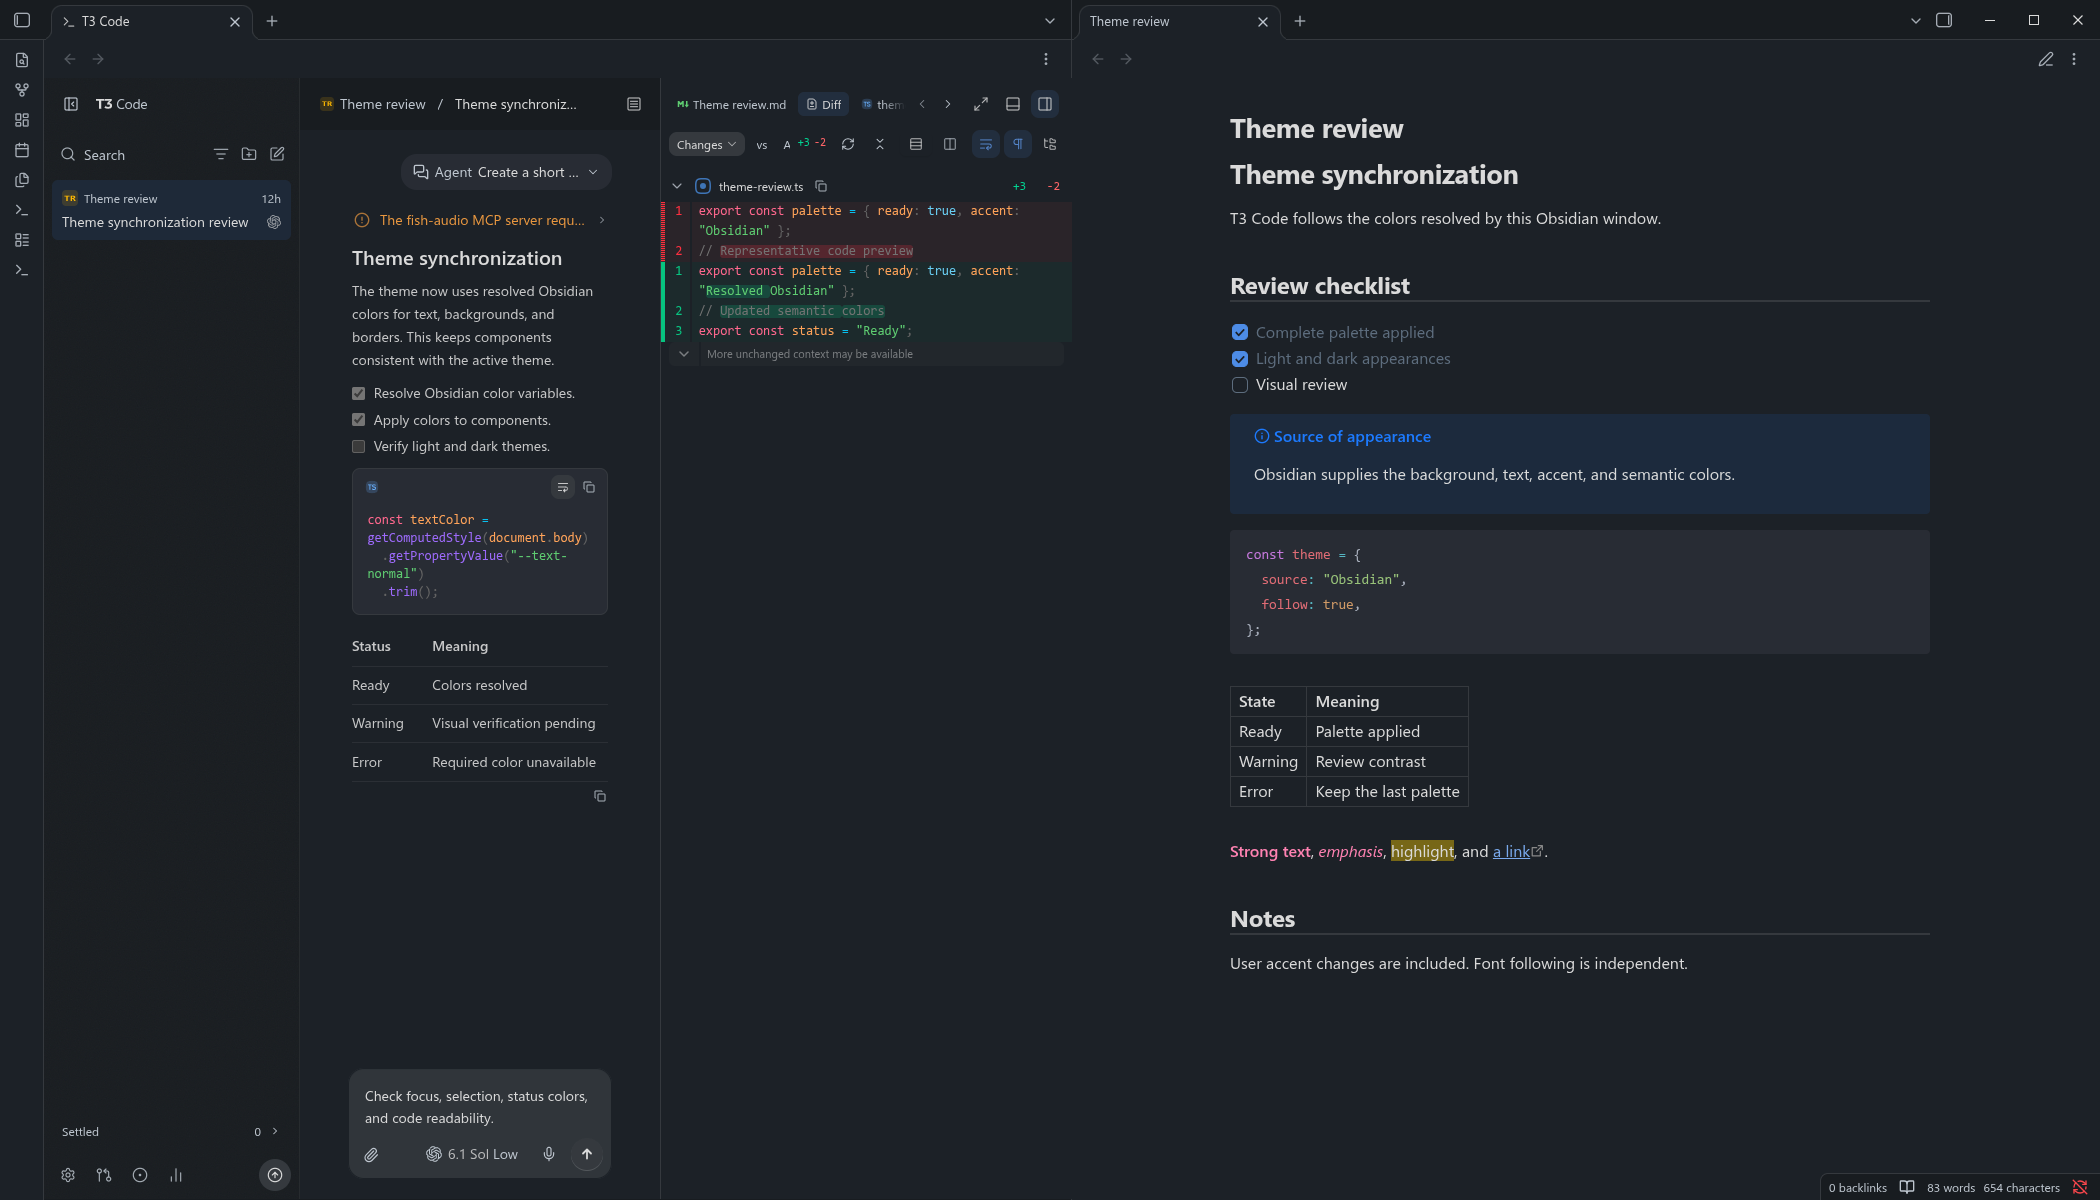 T3 Code
Theme review
T3 Code
Search
TR Theme review 12h
Theme synchronization review
Settled 0
TR Theme review / Theme synchroniz...
Agent Create a short ...
The fish-audio MCP server requ...
Theme synchronization
The theme now uses resolved Obsidian
colors for text, backgrounds, and
borders. This keeps components
consistent with the active theme.
Resolve Obsidian color variables.
Apply colors to components.
Verify light and dark themes.
TS
const textColor =
getComputedStyle(document.body)
.getPropertyValue("--text-
normal")
.trim();
Status Meaning
Ready Colors resolved
Warning Visual verification pending
Error Required color unavailable
Check focus, selection, status colors,
and code readability.
6.1 Sol Low
M↓ Theme review.md Diff TS them
Changes vs A +3 -2
theme-review.ts +3 -2
1 export const palette = { ready: true, accent:
"Obsidian" };
2 // Representative code preview
1 export const palette = { ready: true, accent:
"Resolved Obsidian" };
2 // Updated semantic colors
3 export const status = "Ready";
More unchanged context may be available
Theme review
Theme synchronization
T3 Code follows the colors resolved by this Obsidian window.
Review checklist
Complete palette applied
Light and dark appearances
Visual review
Source of appearance
Obsidian supplies the background, text, accent, and semantic colors.
const theme = {
source: "Obsidian",
follow: true,
};
State Meaning
Ready Palette applied
Warning Review contrast
Error Keep the last palette
Strong text, emphasis, highlight, and a link.
Notes
User accent changes are included. Font following is independent.
0 backlinks 83 words 654 characters